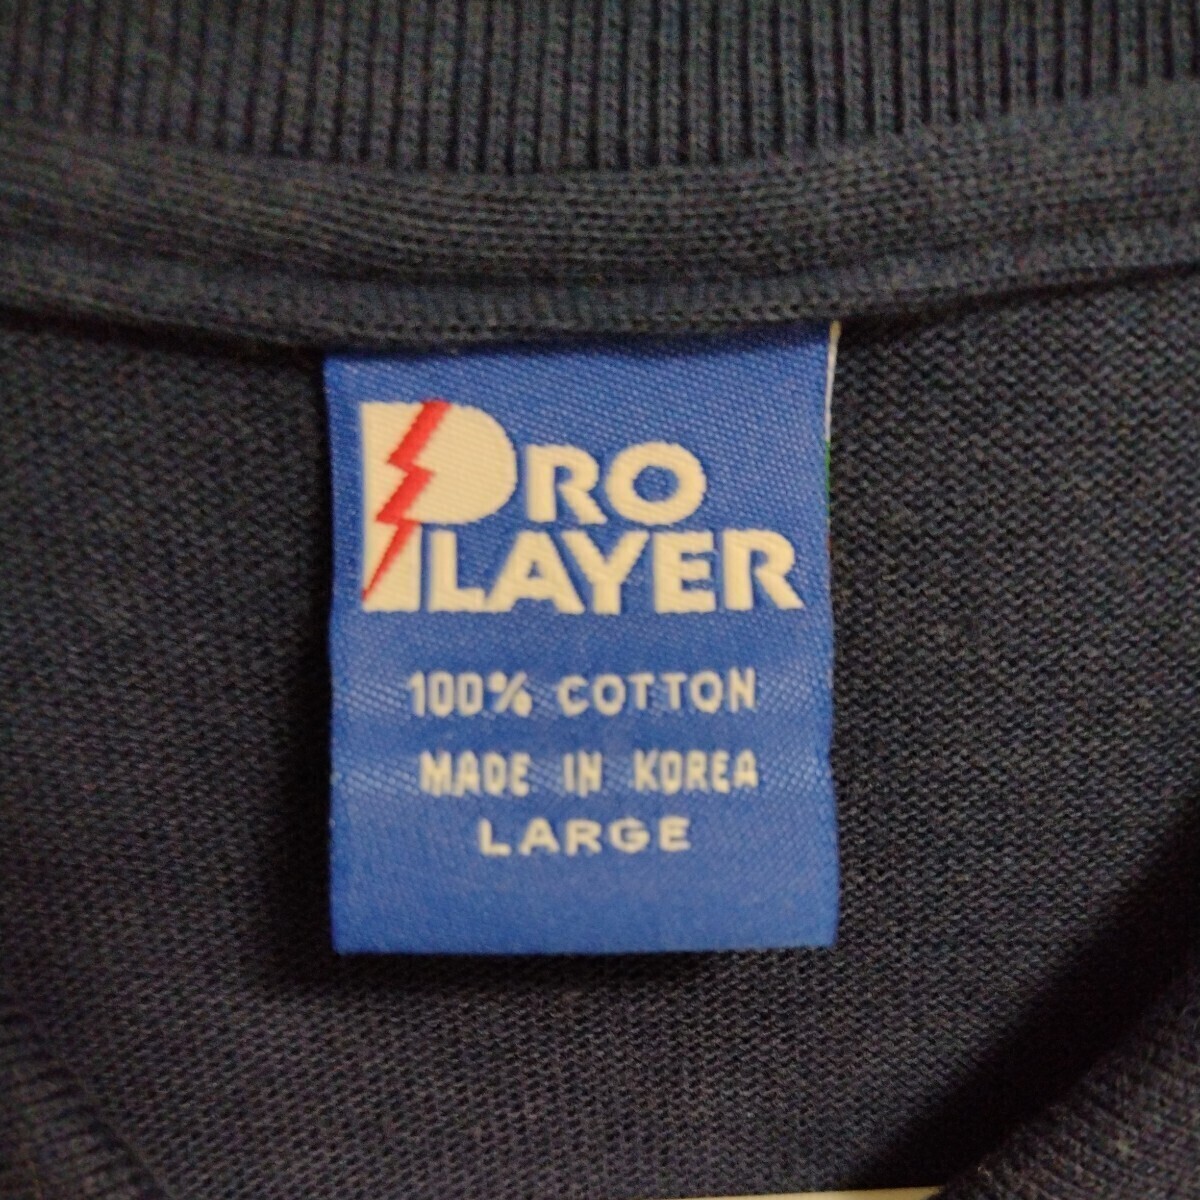 PRO
PLAYER
100% COTTON
MADE IN KOREA
LARGE